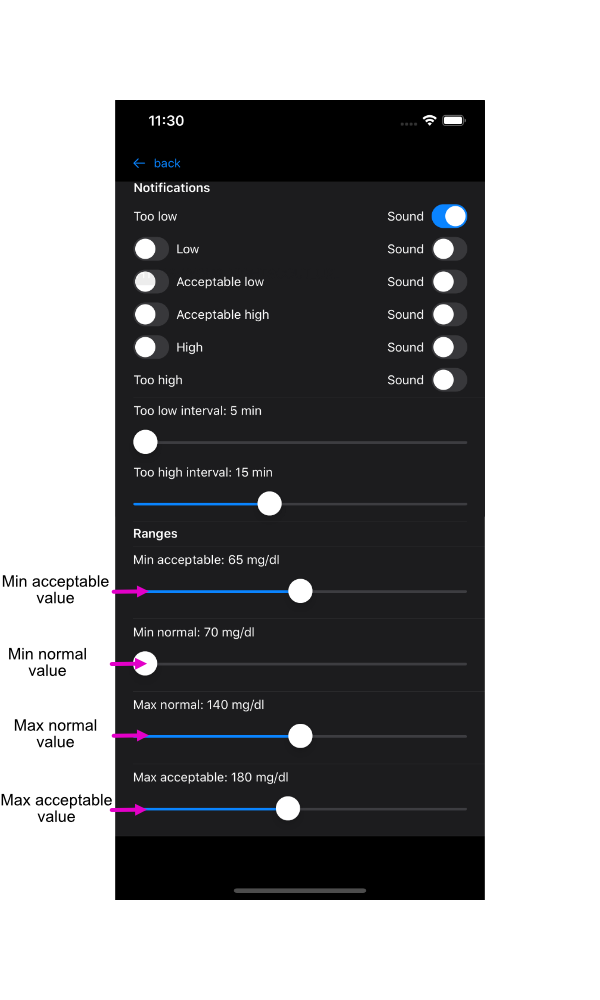 11:30
back
Notifications
Too low Sound
Low Sound
Acceptable low Sound
Acceptable high Sound
High Sound
Too high Sound
Too low interval: 5 min
Too high interval: 15 min
Ranges
Min acceptable: 65 mg/dl
Min acceptable
value
Min normal: 70 mg/dl
Min normal
value
Max normal: 140 mg/dl
Max normal
value
Max acceptable: 180 mg/dl
Max acceptable
value